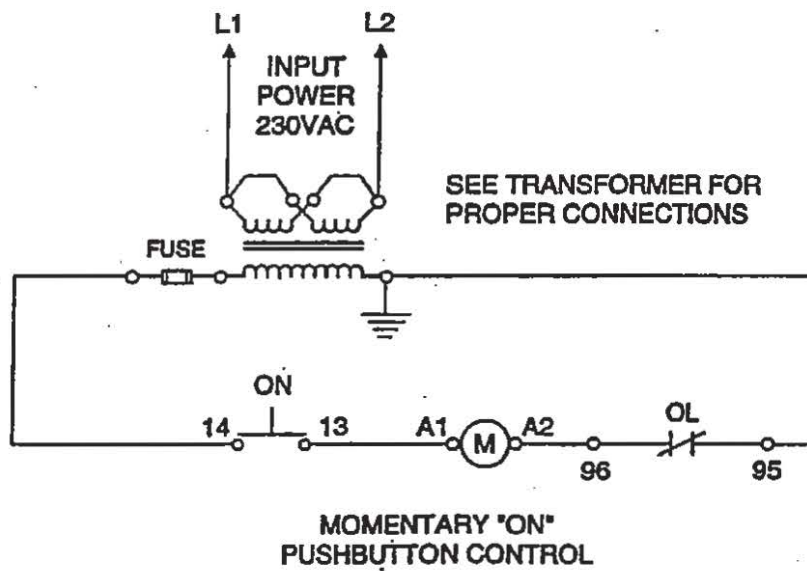 L1 L2
INPUT
POWER
230VAC
SEE TRANSFORMER FOR
PROPER CONNECTIONS
FUSE
ON
14 13 A1 M A2 OL
96 95
MOMENTARY "ON"
PUSHBUTTON CONTROL